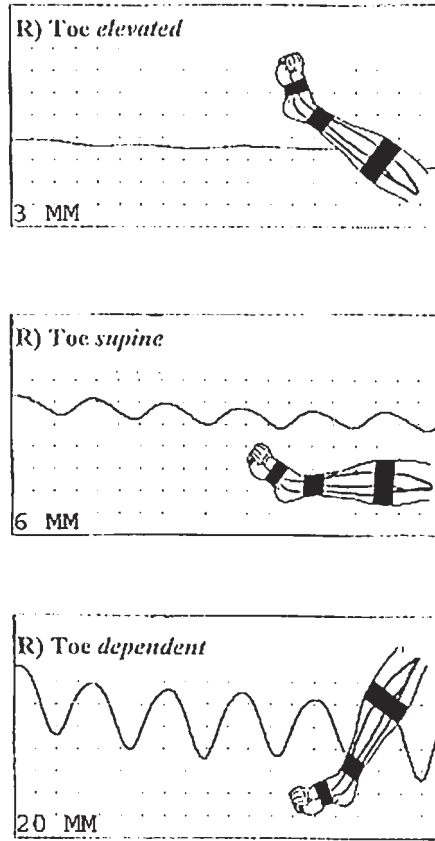 R) Toe elevated
3 MM
R) Toe supine
6 MM
R) Toe dependent
20 MM